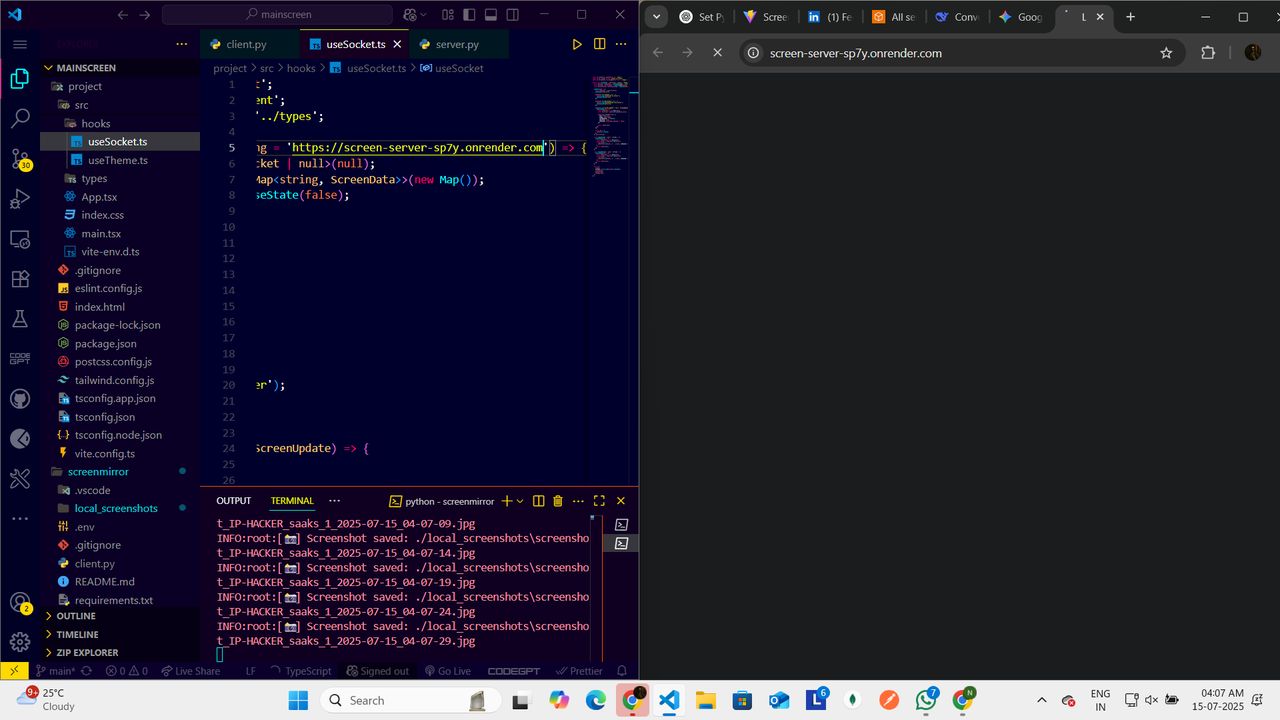 mainscreen
EXPLORER
MAINSCREEN
project
src
hooks
useSocket.ts
useTheme.ts
types
App.tsx
index.css
main.tsx
vite-env.d.ts
.gitignore
eslint.config.js
index.html
package-lock.json
package.json
postcss.config.js
tailwind.config.js
tsconfig.app.json
tsconfig.json
tsconfig.node.json
vite.config.ts
screenmirror
.vscode
local_screenshots
.env
.gitignore
client.py
README.md
requirements.txt
OUTLINE
TIMELINE
ZIP EXPLORER
30
CODE
GPT
2
client.py
useSocket.ts
server.py
project > src > hooks > useSocket.ts > useSocket
1 t';
2 ent';
3 '../types';
4
5 ng = 'https://screen-server-sp7y.onrender.com') => {
6 cket | null>(null);
7 Map<string, ScreenData>>(new Map());
8 seState(false);
9
10
11
12
13
14
15
16
17
18
19
20 er');
21
22
23
24 ScreenUpdate) => {
25
26
OUTPUT
TERMINAL
python - screenmirror
t_IP-HACKER_saaks_1_2025-07-15_04-07-09.jpg
INFO:root:[📷] Screenshot saved: ./local_screenshots\screensho
t_IP-HACKER_saaks_1_2025-07-15_04-07-14.jpg
INFO:root:[📷] Screenshot saved: ./local_screenshots\screensho
t_IP-HACKER_saaks_1_2025-07-15_04-07-19.jpg
INFO:root:[📷] Screenshot saved: ./local_screenshots\screensho
t_IP-HACKER_saaks_1_2025-07-15_04-07-24.jpg
INFO:root:[📷] Screenshot saved: ./local_screenshots\screensho
t_IP-HACKER_saaks_1_2025-07-15_04-07-29.jpg
main*
0
0
Live Share
LF
TypeScript
Signed out
Go Live
CODEGPT
Prettier
Set P
Scree
(1) Fe
All se
Conv
Goog
L
screen-server-sp7y.onrender.com
9+
25°C
Cloudy
Search
6
7
N
ENG
IN
04:07 AM
15-07-2025